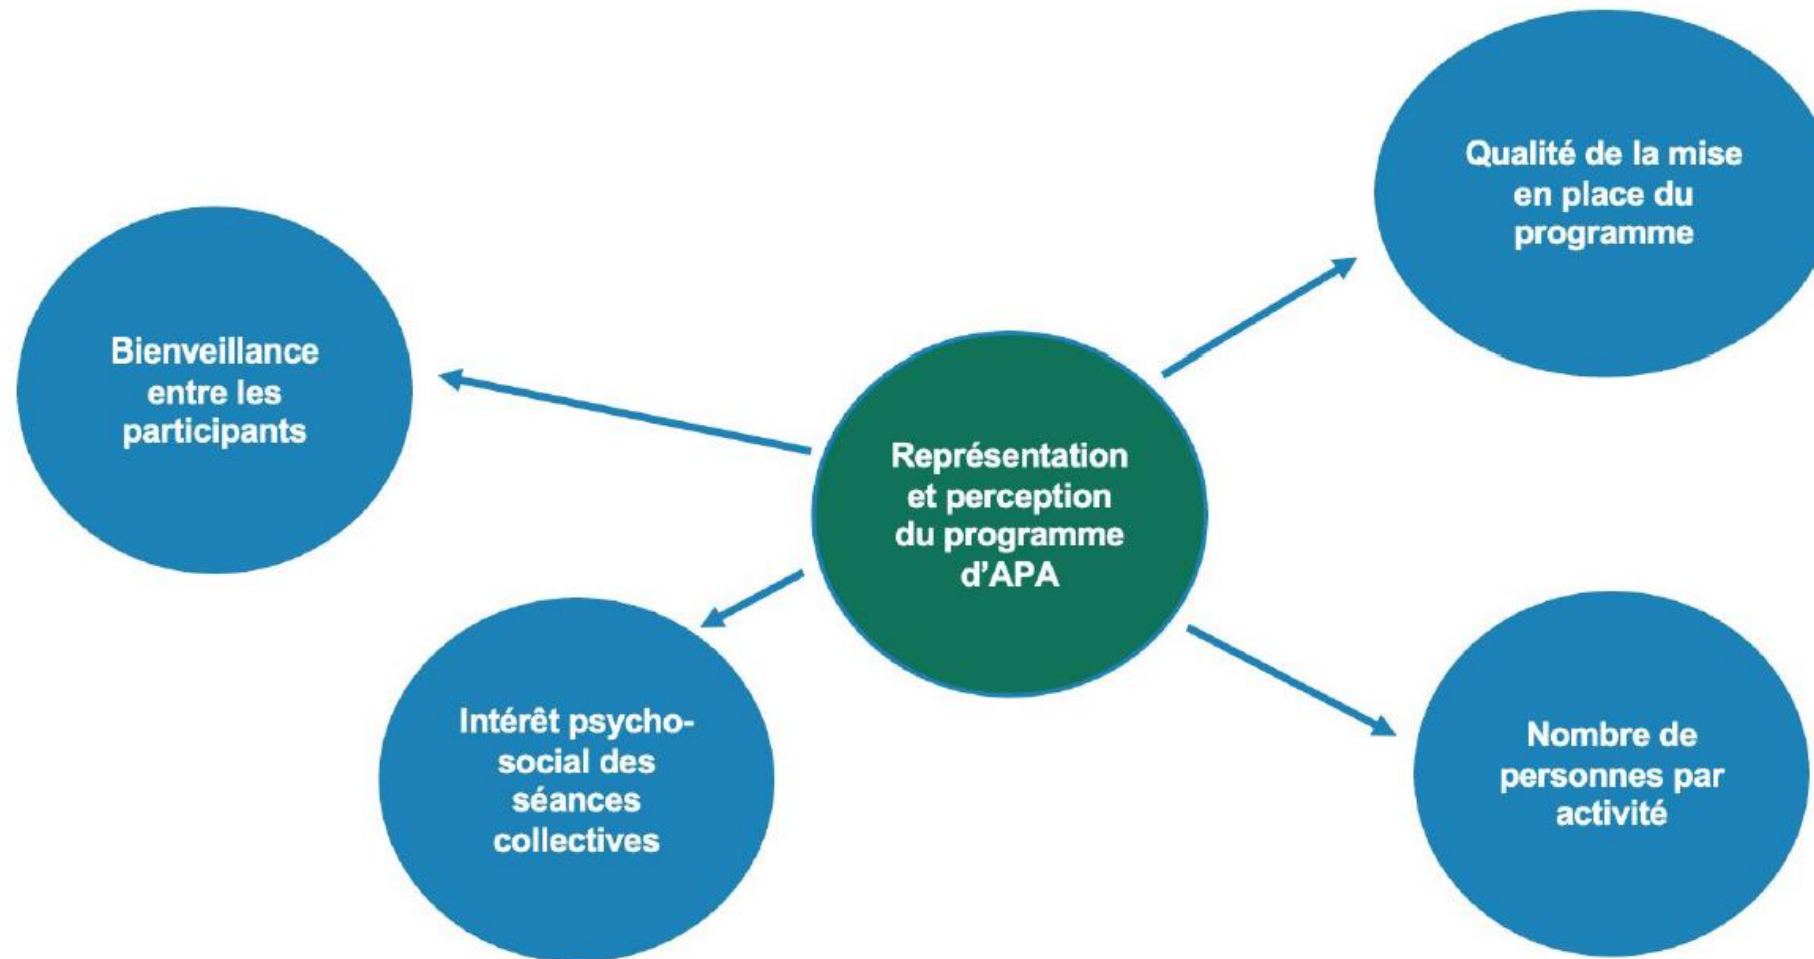 Qualité de la mise
en place du
programme
Bienveillance
entre les
participants
Représentation
et perception
du programme
d'APA
Intérêt psycho-
social des
séances
collectives
Nombre de
personnes par
activité